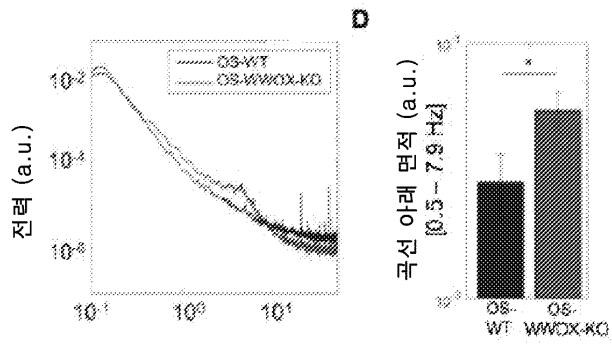 D
OS-WT
OS-WWOX-KO
전력 (a.u.)
10-2
10-4
10-6
10-1
100
101
곡선 아래 면적 (a.u.)
[0.5 – 7.9 Hz]
*
OS-
WT
OS-
WWOX-KO